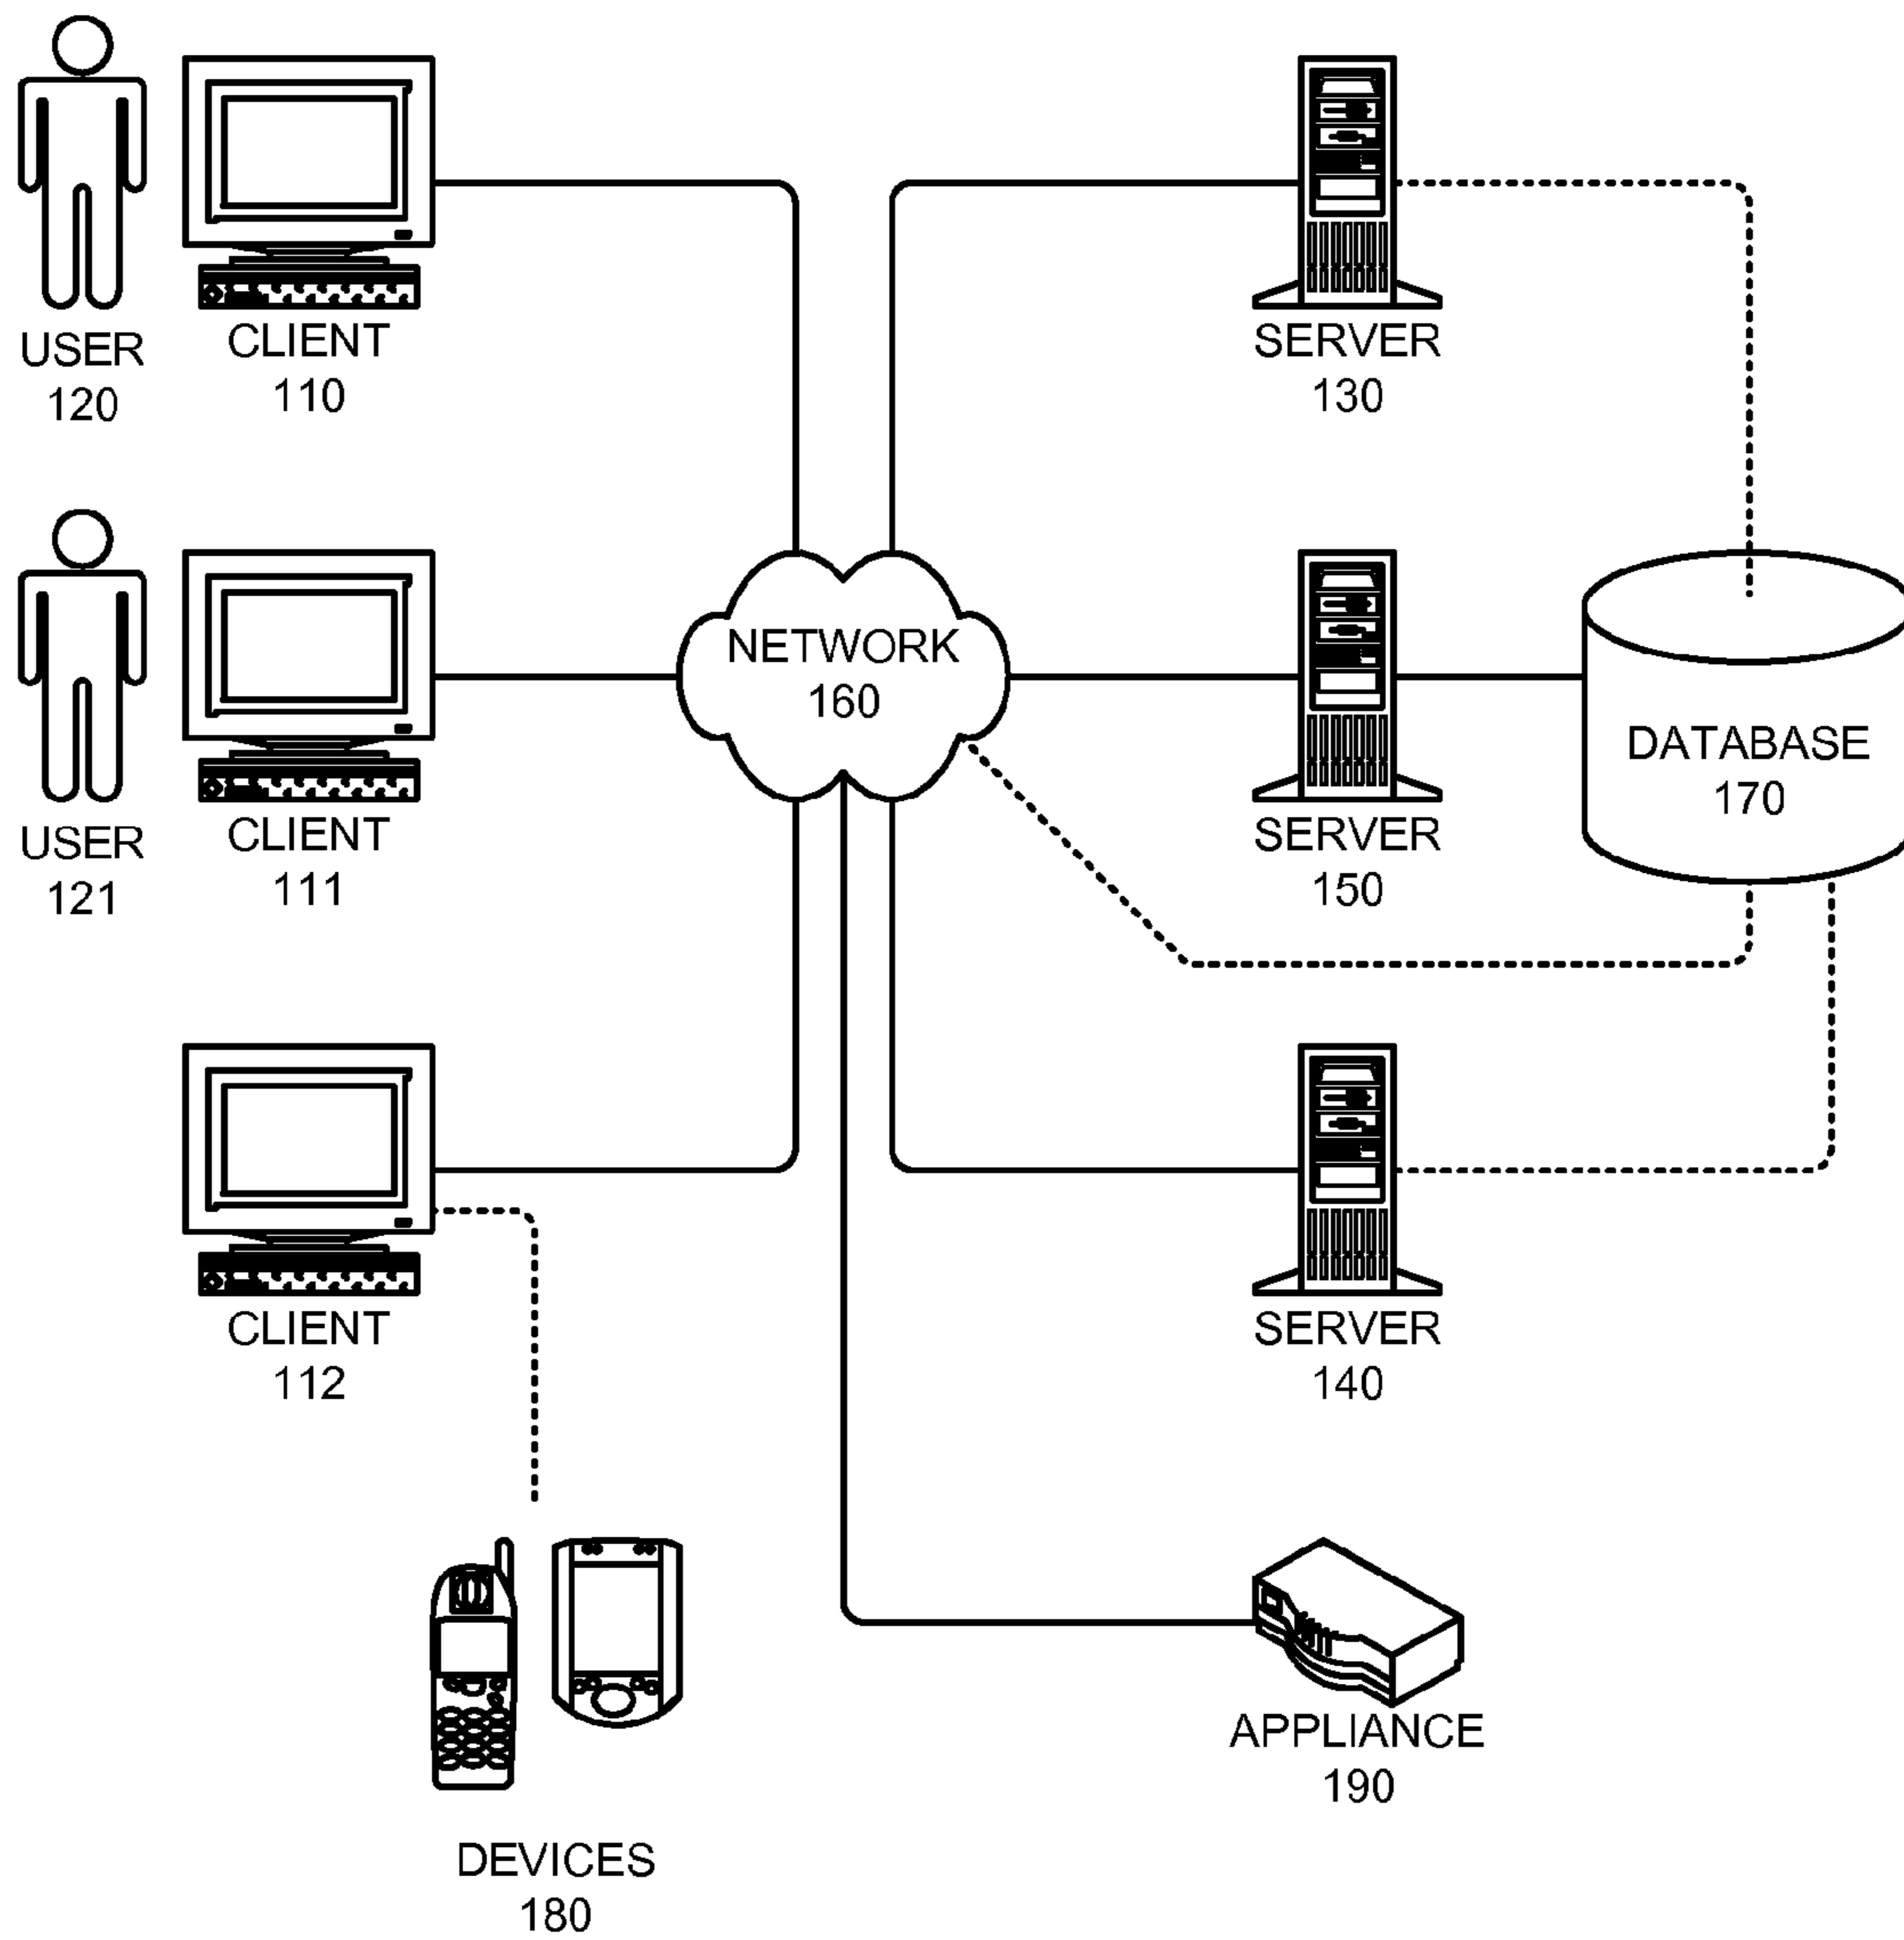 USER
120
CLIENT
110
SERVER
130
NETWORK
160
USER
121
CLIENT
111
SERVER
150
DATABASE
170
CLIENT
112
SERVER
140
DEVICES
180
APPLIANCE
190